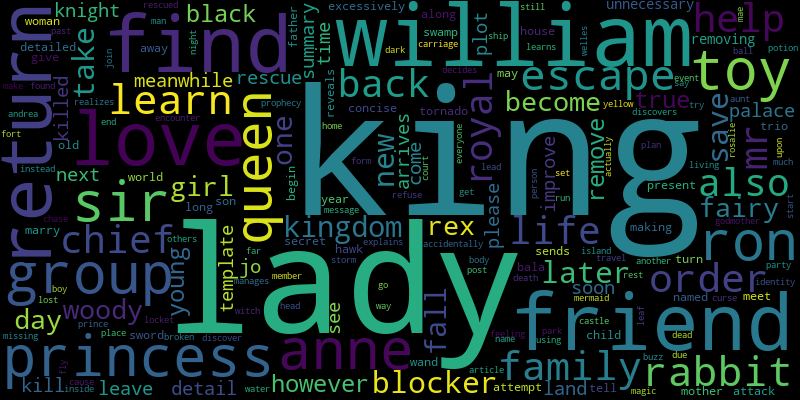 knight
woman
detailed
give
take
black
removing
away
find
man
rescued
join
past
night
father
summary
time
along
house
william
excessively
still
dark
carriage
swamp
plot
learns
ship
wellies
unnecessary
help
mae
ball
potion
toy
return
killed
andrea
fort
meanwhile
realizes
rescue
reveals
prophecy
concise
back
royal
may
tornado
decides
escape
true
mr
event
say
try
aunt
make
found
learn
love
queen
one
encounter
end
old
instead
king
new
arrives
come
become
yellow
discovers
palace
save
trio
rosalie
upon
living
much
sir
girl
next
world
marry
home
form
court
refuse
everyone
please
lead
get
improve
actually
set
person
run
remove
plan
present
also
fairy
start
begin
year
message
long
son
kingdom
explains
accidentally
rex
life
making
godmother
ron
group
chief
chase
others
young
template
secret
far
manages
hawk
storm
jo
sends
island
travel
body
post
bala
death
rest
later
another
turn
order
identity
party
soon
named
meet
woody
boy
lost
day
prince
place
locket
sword
broken
discover
member
witch
head
lady
see
go
way
fall
friend
mermaid
castle
curse
name
using
park
feeling
child
leaf
dead
due
buzz
magic
princess
missing
kill
fly
cause
inside
leave
detail
water
anne
however
blocker
wand
article
attempt
family
land
tell
mother
rabbit
attack